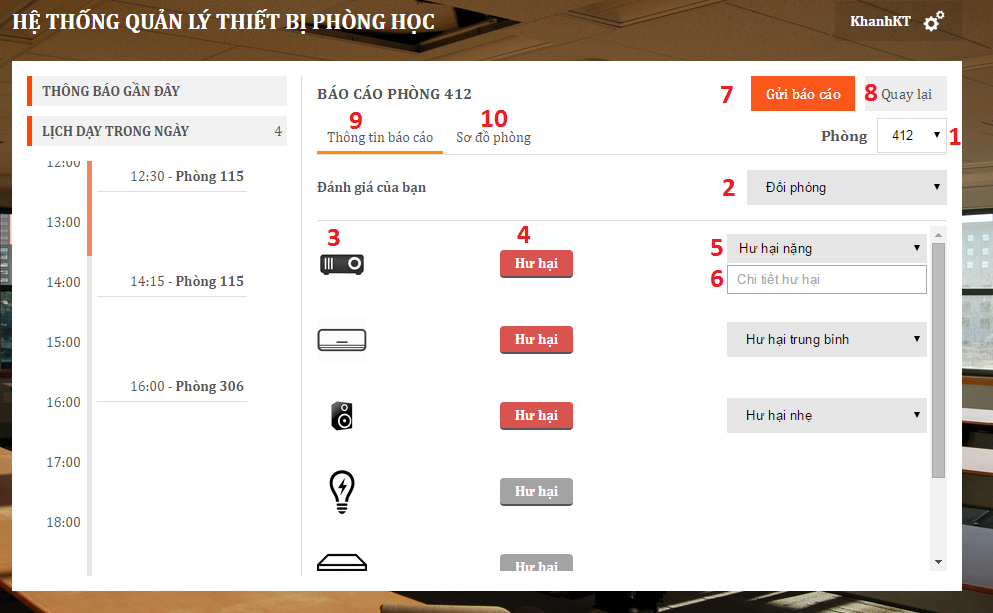 HỆ THỐNG QUẢN LÝ THIẾT BỊ PHÒNG HỌC
KhanhKT
THÔNG BÁO GẦN ĐÂY
LỊCH DẠY TRONG NGÀY 4
12:00
12:30 - Phòng 115
13:00
14:00
14:15 - Phòng 115
15:00
16:00 - Phòng 306
16:00
17:00
18:00
BÁO CÁO PHÒNG 412
7 Gửi báo cáo 8 Quay lại
9 10
Thông tin báo cáo Sơ đồ phòng
Phòng 412 1
Đánh giá của bạn 2 Đổi phòng
3 4
Hư hại 5 Hư hại nặng
6 Chi tiết hư hại
Hư hại Hư hại trung bình
Hư hại Hư hại nhẹ
Hư hại
Hư hại